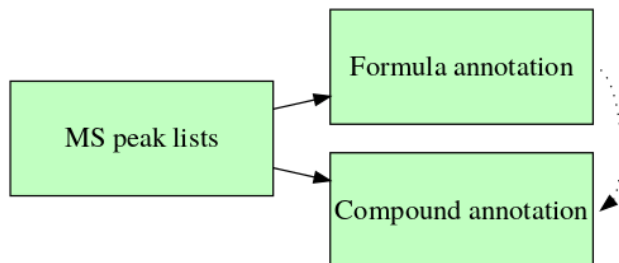 Formula annotation
MS peak lists
Compound annotation